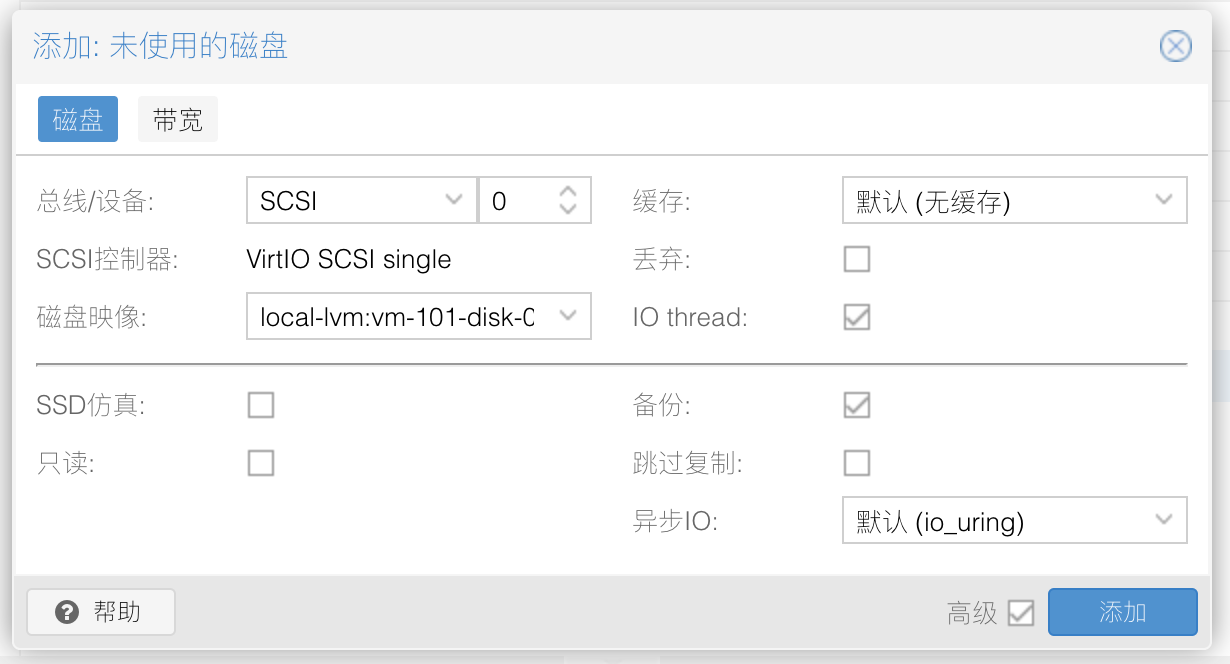 添加: 未使用的磁盘
磁盘 带宽
总线/设备: SCSI 0 缓存: 默认 (无缓存)
SCSI控制器: VirtIO SCSI single 丢弃:
磁盘映像: local-lvm:vm-101-disk-0 IO thread:
SSD仿真: 备份:
只读: 跳过复制:
异步IO: 默认 (io_uring)
? 帮助 高级 添加